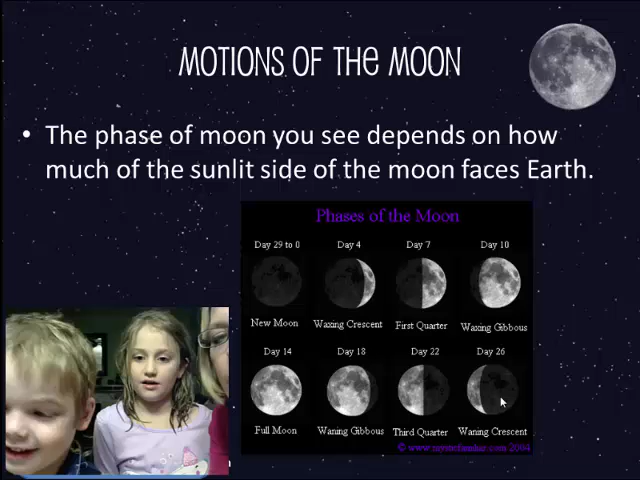 MOTIONS OF THE MOON
• The phase of moon you see depends on how
much of the sunlit side of the moon faces Earth.
Phases of the Moon
Day 29 to 0 Day 4 Day 7 Day 10
New Moon Waxing Crescent First Quarter Waxing Gibbous
Day 14 Day 18 Day 22 Day 26
Full Moon Waning Gibbous Third Quarter Waning Crescent